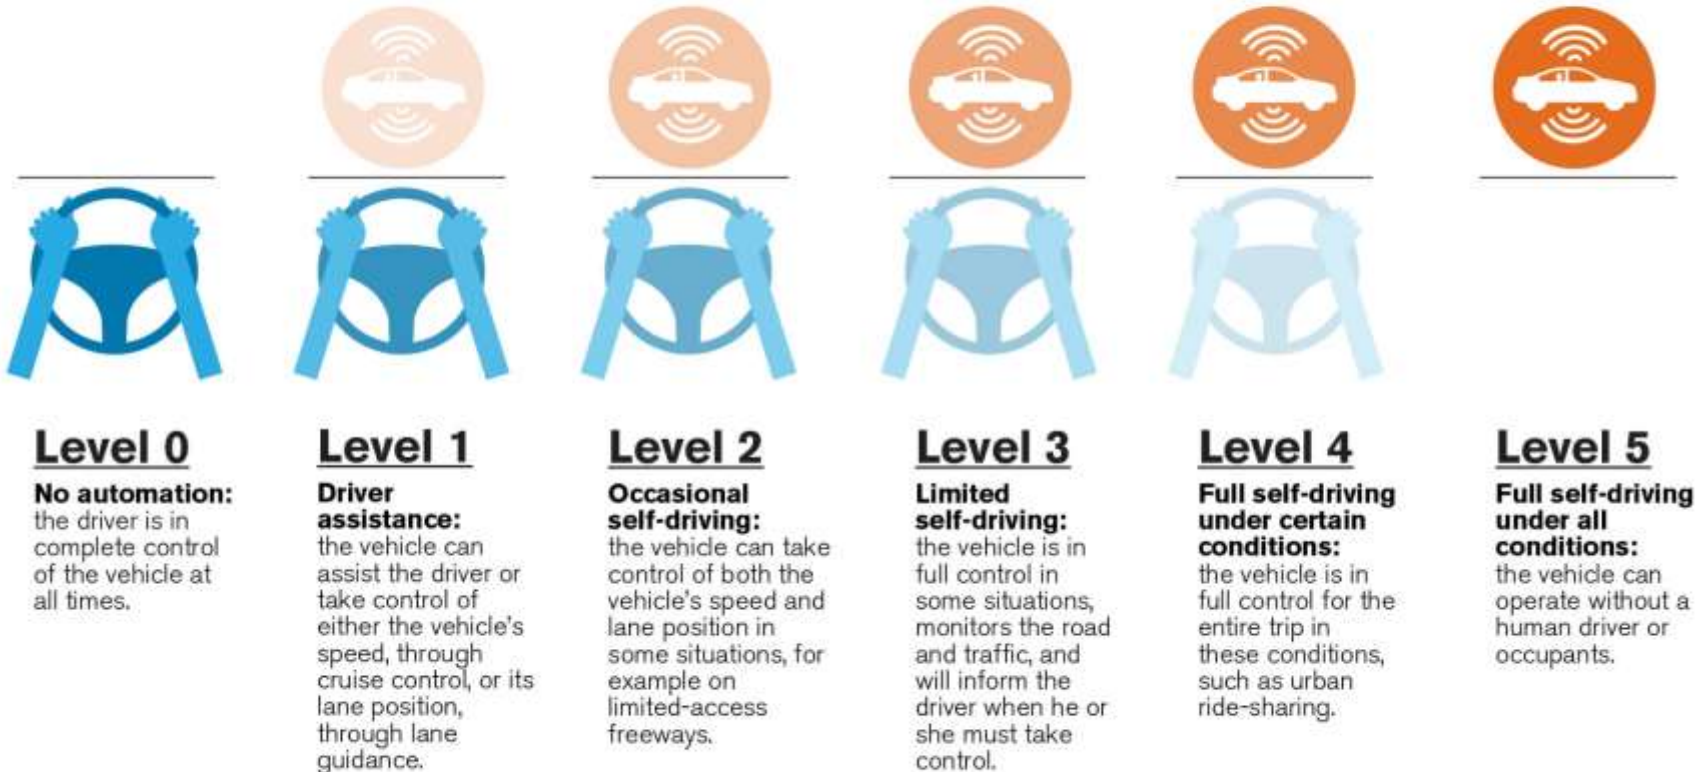 Level 0
No automation:
the driver is in
complete control
of the vehicle at
all times.
Level 1
Driver
assistance:
the vehicle can
assist the driver or
take control of
either the vehicle's
speed, through
cruise control, or its
lane position,
through lane
guidance.
Level 2
Occasional
self-driving:
the vehicle can take
control of both the
vehicle's speed and
lane position in
some situations, for
example on
limited-access
freeways.
Level 3
Limited
self-driving:
the vehicle is in
full control in
some situations,
monitors the road
and traffic, and
will inform the
driver when he or
she must take
control.
Level 4
Full self-driving
under certain
conditions:
the vehicle is in
full control for the
entire trip in
these conditions,
such as urban
ride-sharing.
Level 5
Full self-driving
under all
conditions:
the vehicle can
operate without a
human driver or
occupants.